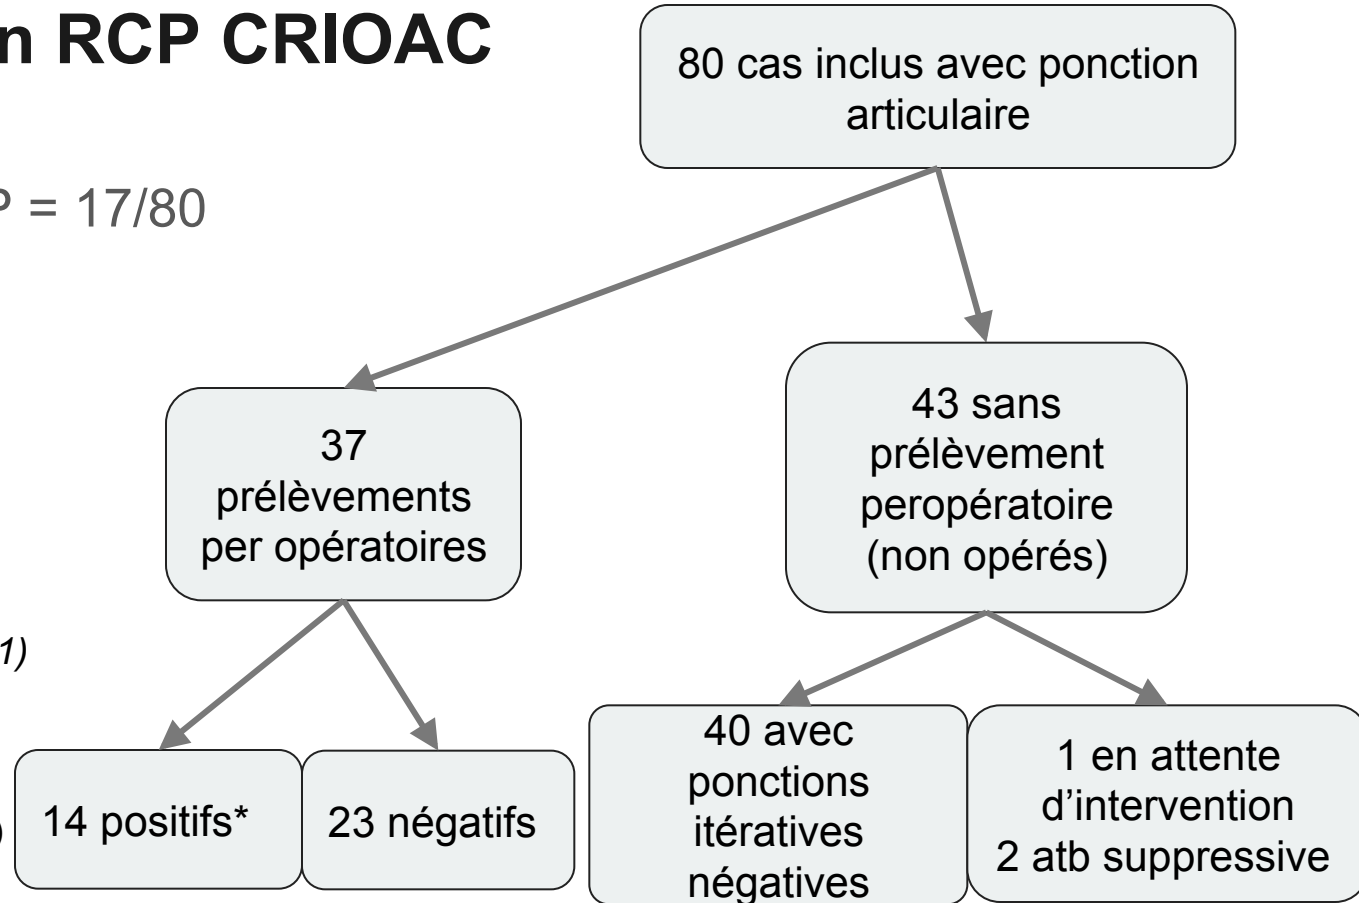 n RCP CRIOAC
80 cas inclus avec ponction
articulaire
P = 17/80
37
prélèvements
per opératoires
43 sans
prélèvement
peropératoire
(non opérés)
1)
)
14 positifs*
23 négatifs
40 avec
ponctions
itératives
négatives
1 en attente
d’intervention
2 atb suppressive